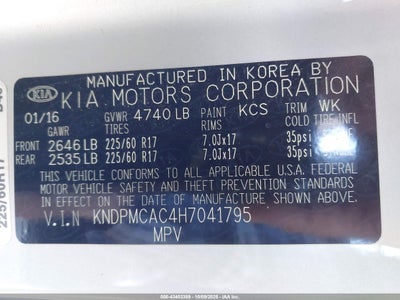 MANUFACTURED IN KOREA BY
KIA KIA MOTORS CORPORATION
01/16 GVWR 4740 LB PAINT KCS TRIM WK
GAWR TIRES RIMS COLD TIRE INFL
FRONT 2646 LB 225/60 R17 7.0Jx17 35psi
REAR 2535 LB 225/60 R17 7.0Jx17 35psi
THIS VEHICLE CONFORMS TO ALL APPLICABLE U.S.A. FEDERAL
MOTOR VEHICLE SAFETY AND THEFT PREVENTION STANDARDS
IN EFFECT ON THE DATE OF MANUFACTURE SHOWN ABOVE.
V.I.N KNDPMCAC4H7041795
MPV
225/60R17